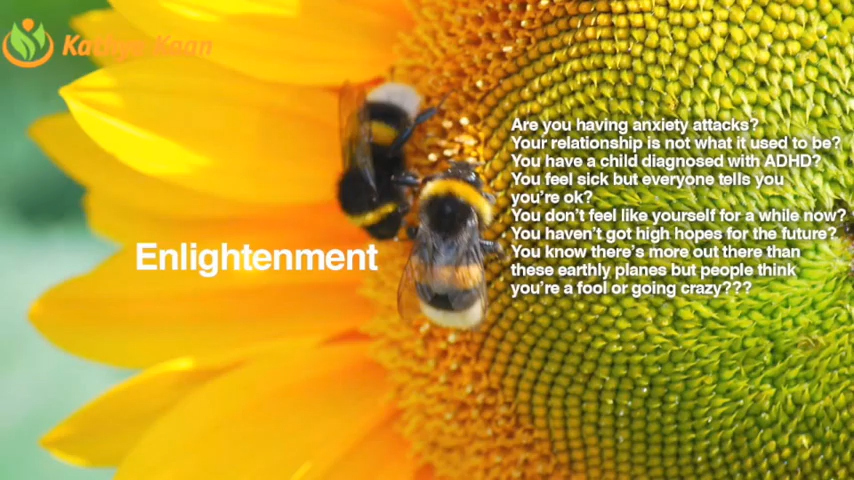 Kathye Kaan
Are you having anxiety attacks?
Your relationship is not what it used to be?
You have a child diagnosed with ADHD?
You feel sick but everyone tells you
you're ok?
You don't feel like yourself for a while now?
You haven't got high hopes for the future?
You know there's more out there than
these earthly planes but people think
you're a fool or going crazy???
Enlightenment